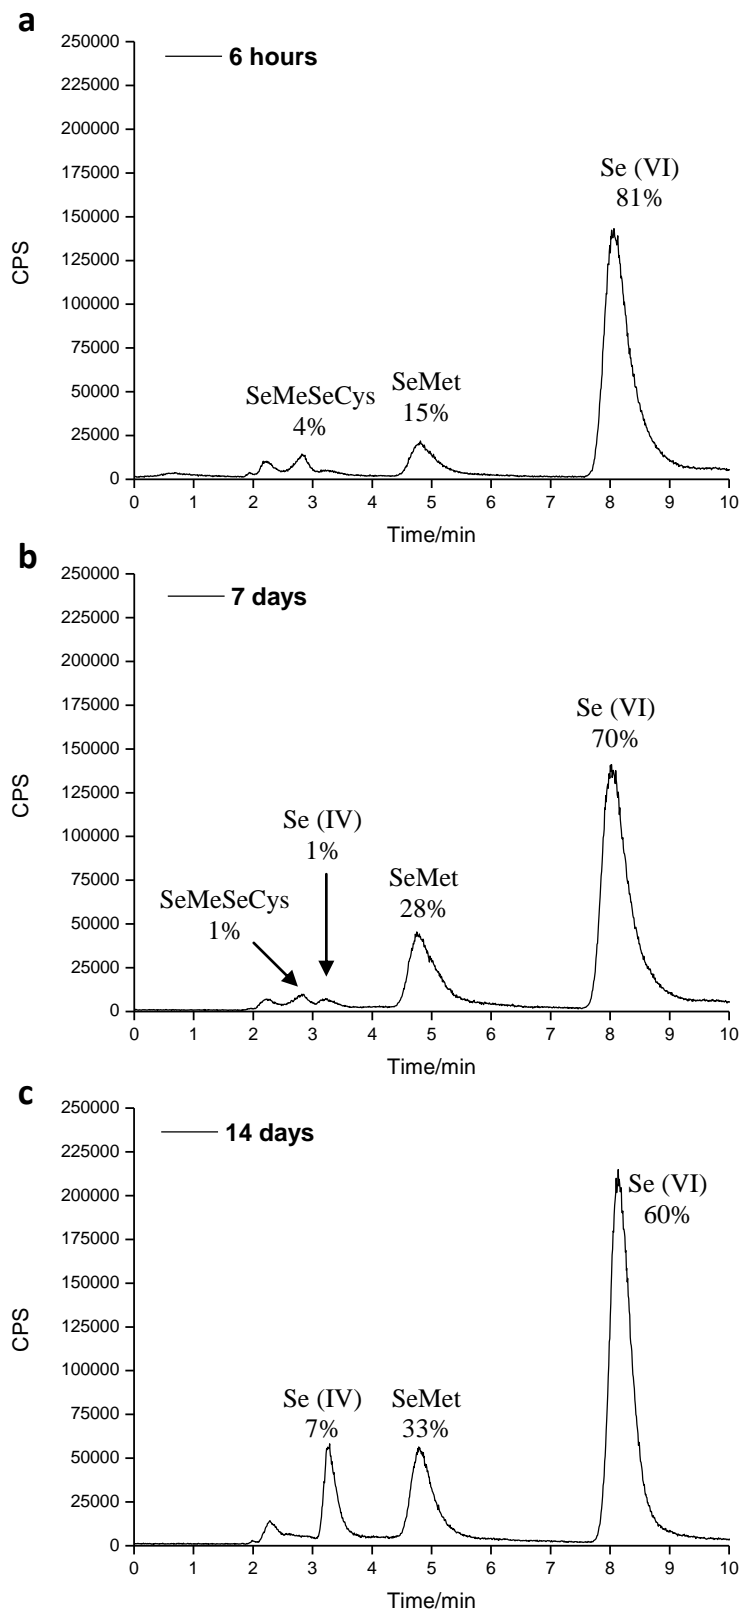 a
250000
6 hours
225000
200000
175000
Se (VI)
81%
150000
125000
CPS
100000
75000
50000
SeMeSeCys
4%
SeMet
15%
25000
0
0 1 2 3 4 5 6 7 8 9 10
Time/min
b
250000
7 days
225000
200000
175000
Se (VI)
70%
150000
125000
CPS
100000
Se (IV)
1%
75000
SeMet
28%
SeMeSeCys
1%
50000
25000
0
0 1 2 3 4 5 6 7 8 9 10
Time/min
c
250000
14 days
225000
200000
Se (VI)
60%
175000
150000
125000
CPS
100000
75000
Se (IV)
7%
SeMet
33%
50000
25000
0
0 1 2 3 4 5 6 7 8 9 10
Time/min